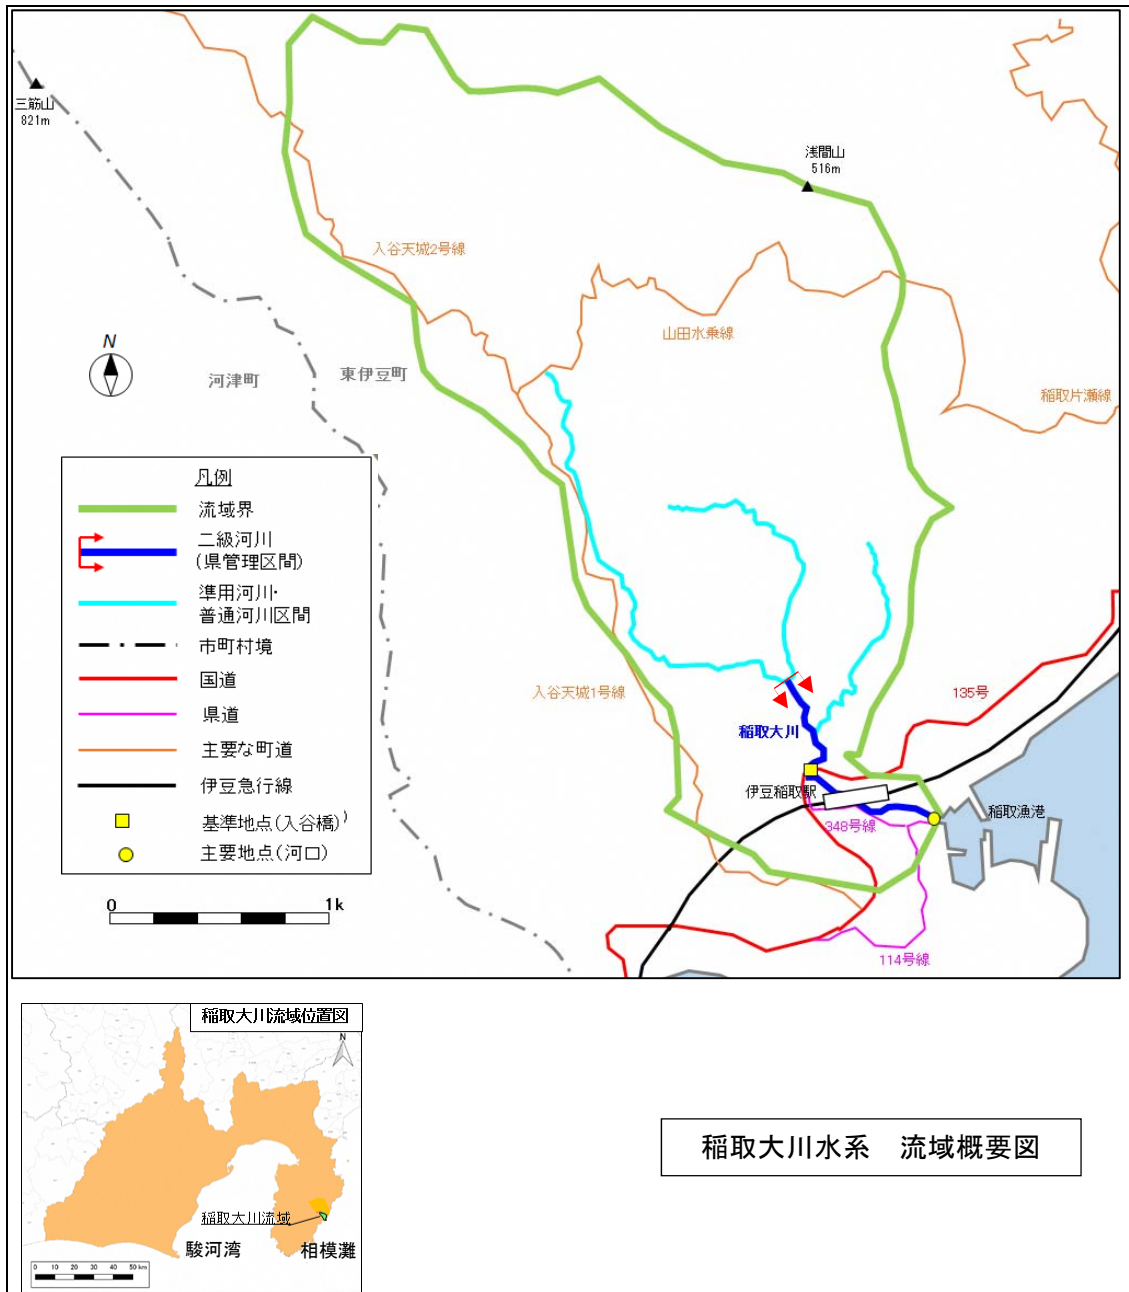 三筋山
821m
浅間山
516m
入谷天城2号線
山田水乗線
N
河津町
東伊豆町
稲取片瀬線
凡例
流域界
二級河川
(県管理区間)
準用河川・
普通河川区間
市町村境
国道
県道
主要な町道
伊豆急行線
基準地点(入谷橋)
主要地点(河口)
入谷天城1号線
135号
稲取大川
伊豆稲取駅
348号線
稲取漁港
114号線
0 1k
稲取大川流域位置図
N
稲取大川流域
駿河湾 相模灘
0 10 20 30 40 50 km
稲取大川水系 流域概要図